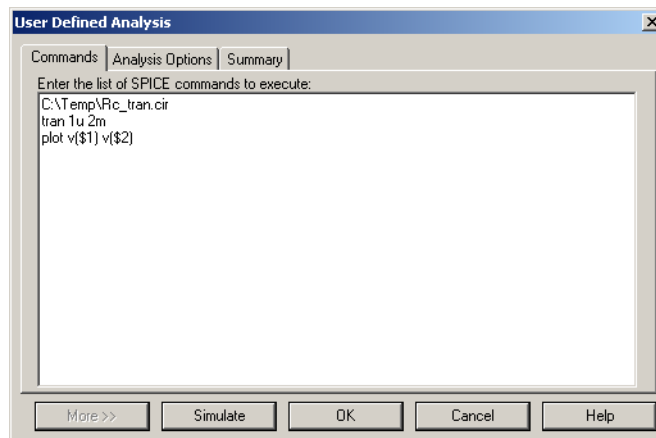 User Defined Analysis
Commands Analysis Options Summary
Enter the list of SPICE commands to execute:
C:\Temp\Rc_tran.cir
tran 1u 2m
plot v($1) v($2)
More >> Simulate OK Cancel Help